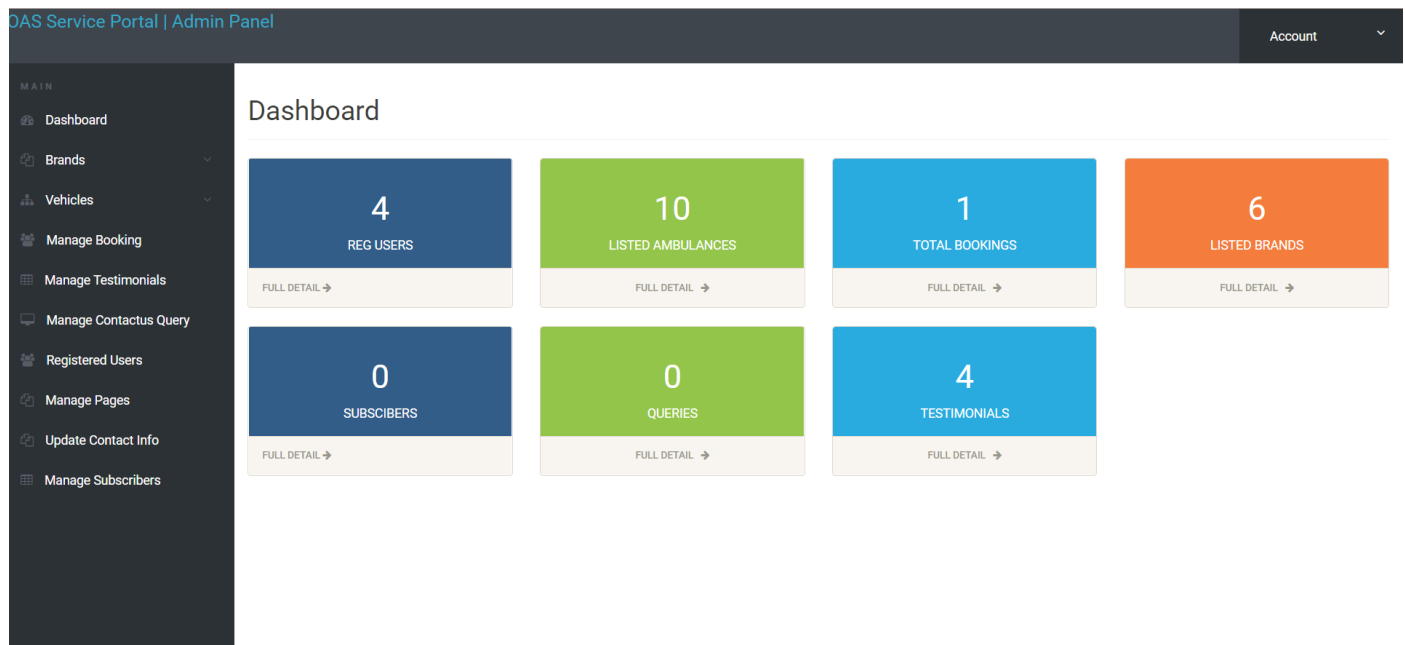 OAS Service Portal | Admin Panel
Account
MAIN
Dashboard
Brands
Vehicles
Manage Booking
Manage Testimonials
Manage Contactus Query
Registered Users
Manage Pages
Update Contact Info
Manage Subscribers
Dashboard
4
REG USERS
FULL DETAIL
10
LISTED AMBULANCES
FULL DETAIL
1
TOTAL BOOKINGS
FULL DETAIL
6
LISTED BRANDS
FULL DETAIL
0
SUBSCIBERS
FULL DETAIL
0
QUERIES
FULL DETAIL
4
TESTIMONIALS
FULL DETAIL